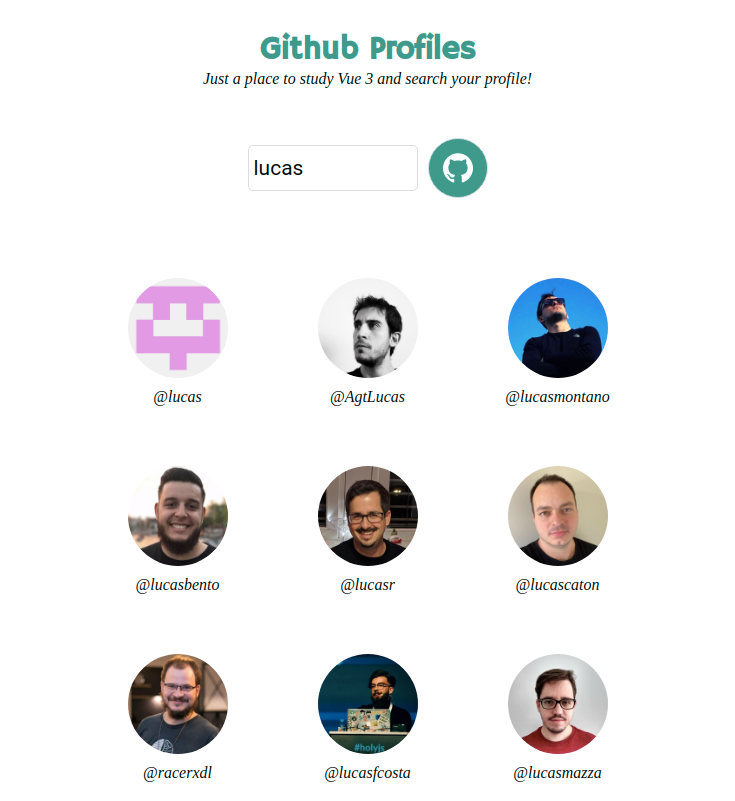 Github Profiles
Just a place to study Vue 3 and search your profile!
lucas
@lucas
@AgtLucas
@lucasmontano
@lucasbento
@lucasr
@lucascaton
#holyjs
@racerxdl
@lucasfcosta
@lucasmazza